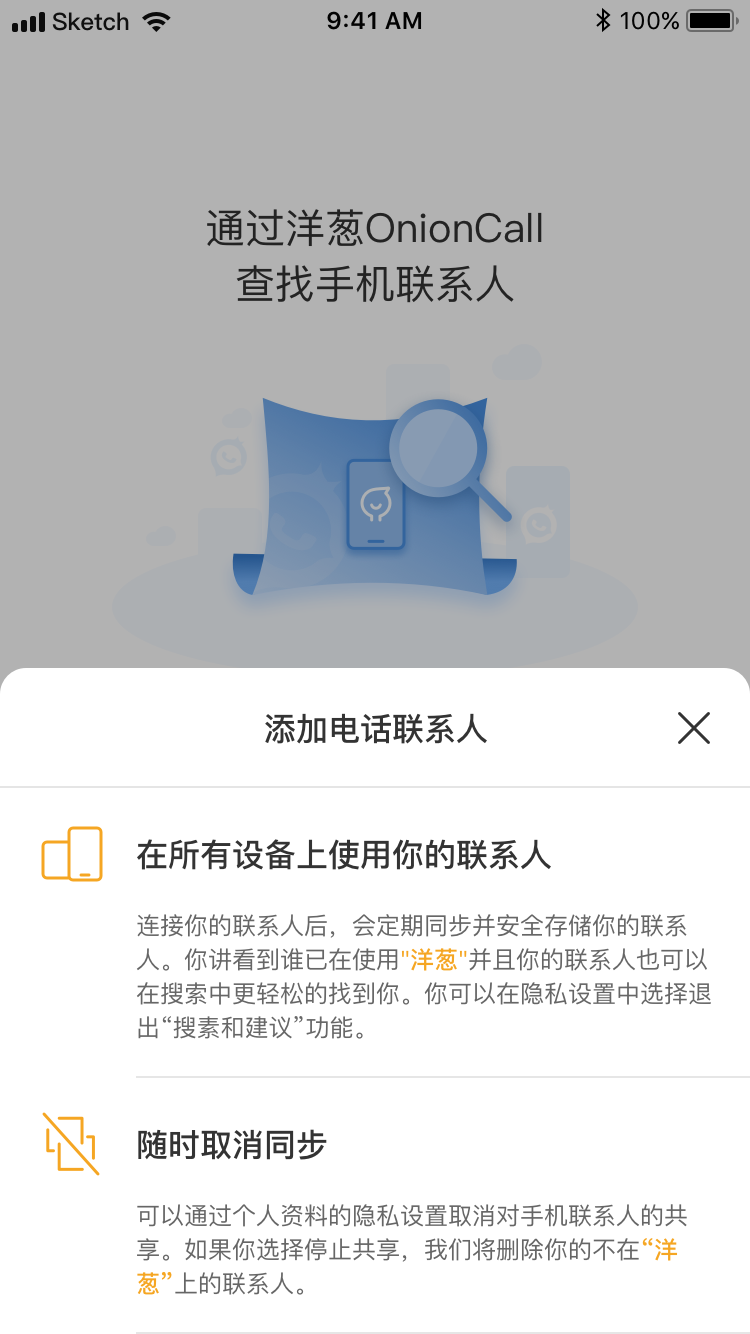 Sketch 9:41 AM 100%
通过洋葱OnionCall
查找手机联系人
添加电话联系人
在所有设备上使用你的联系人
连接你的联系人后，会定期同步并安全存储你的联系
人。你讲看到谁已在使用"洋葱"并且你的联系人也可以
在搜索中更轻松的找到你。你可以在隐私设置中选择退
出“搜素和建议”功能。
随时取消同步
可以通过个人资料的隐私设置取消对手机联系人的共
享。如果你选择停止共享，我们将删除你的不在“洋
葱”上的联系人。